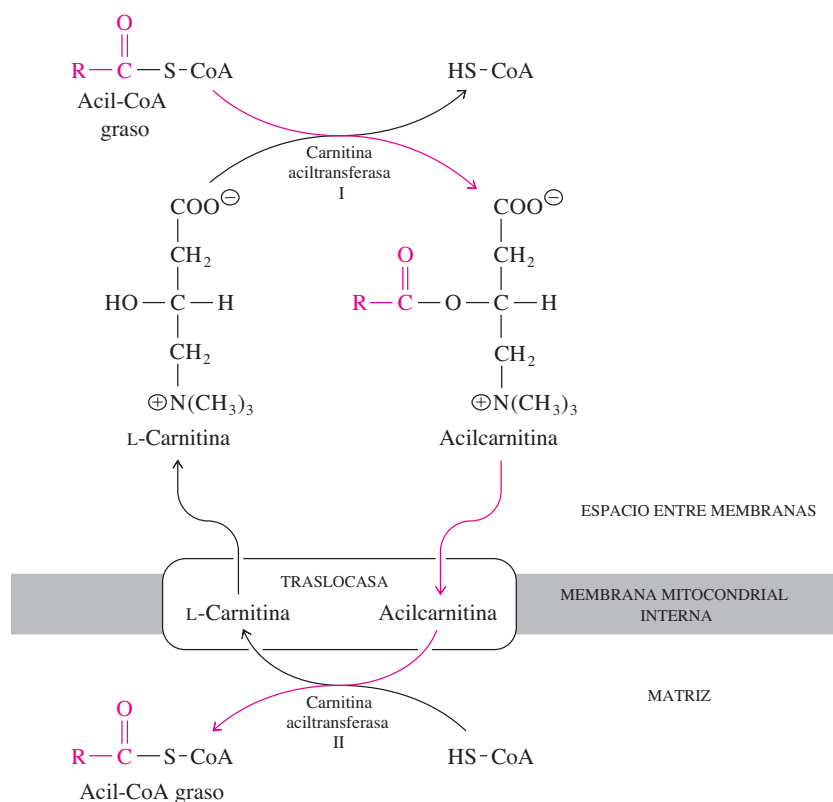 O
R—C—S-CoA
Acil-CoA
graso
HS-CoA
Carnitina
aciltransferasa
I
COO⊖
CH₂
HO—C—H
CH₂
⊕N(CH₃)₃
L-Carnitina
COO⊖
O
CH₂
R—C—O—C—H
CH₂
⊕N(CH₃)₃
Acilcarnitina
ESPACIO ENTRE MEMBRANAS
TRASLOCASA
L-Carnitina
Acilcarnitina
MEMBRANA MITOCONDRIAL
INTERNA
MATRIZ
Carnitina
aciltransferasa
II
O
R—C—S-CoA
Acil-CoA graso
HS-CoA